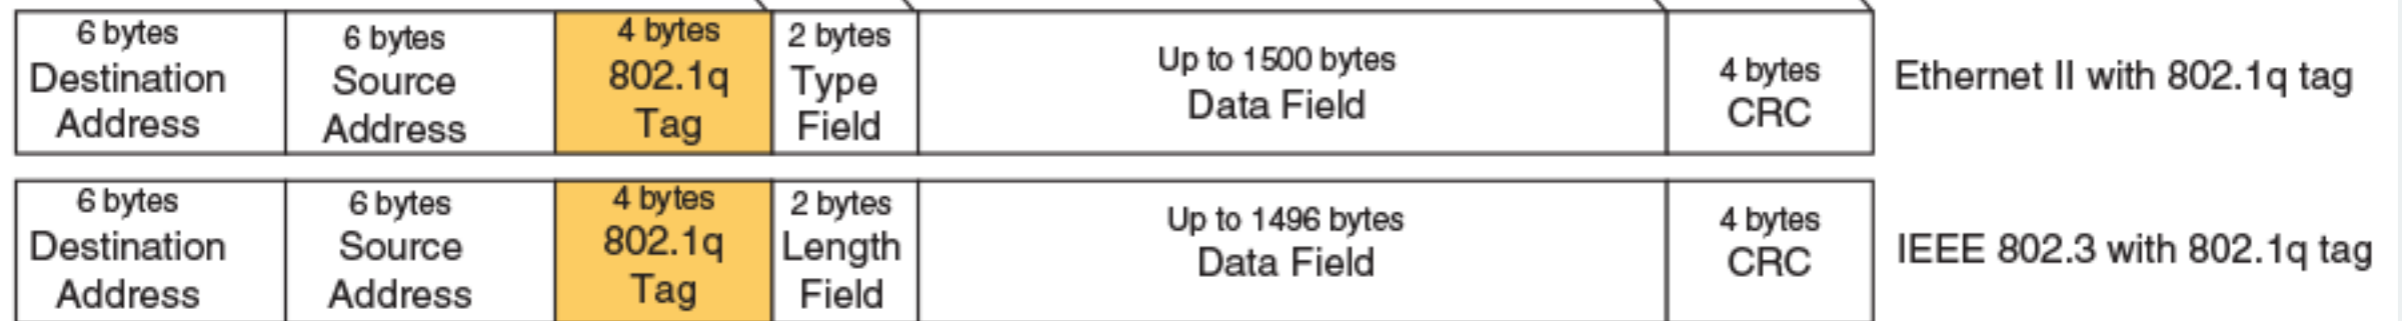 6 bytes
Destination
Address
6 bytes
Source
Address
4 bytes
802.1q
Tag
2 bytes
Type
Field
Up to 1500 bytes
Data Field
4 bytes
CRC
Ethernet II with 802.1q tag
6 bytes
Destination
Address
6 bytes
Source
Address
4 bytes
802.1q
Tag
2 bytes
Length
Field
Up to 1496 bytes
Data Field
4 bytes
CRC
IEEE 802.3 with 802.1q tag